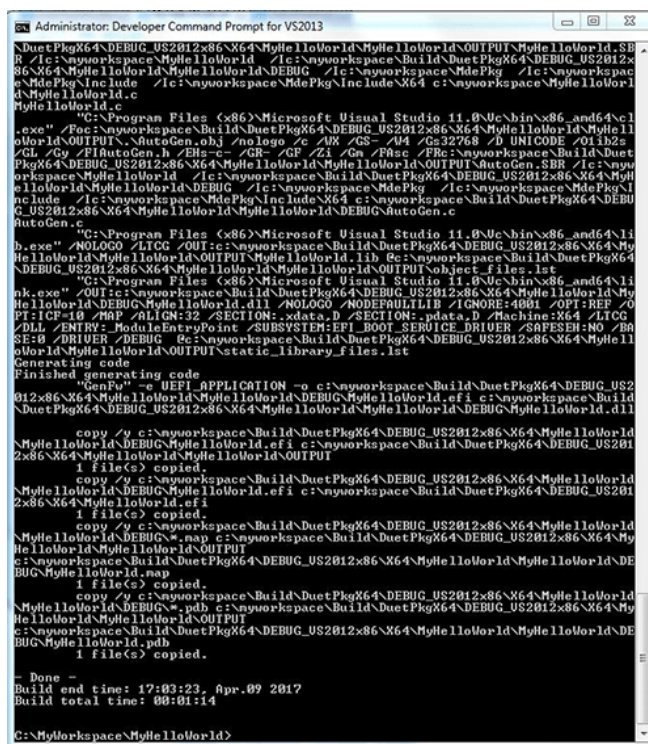 Administrator: Developer Command Prompt for VS2013
\DuetPkgX64\DEBUG_VS2012x86\X64\MyHelloWorld\MyHelloWorld\OUTPUT\MyHelloWorld.SB
R /Ic:\myworkspace\MyHelloWorld  /Ic:\myworkspace\Build\DuetPkgX64\DEBUG_VS2012x
86\X64\MyHelloWorld\MyHelloWorld\DEBUG  /Ic:\myworkspace\MdePkg  /Ic:\myworkspac
e\MdePkg\Include  /Ic:\myworkspace\MdePkg\Include\X64 c:\myworkspace\MyHelloWorl
d\MyHelloWorld.c
MyHelloWorld.c
"C:\Program Files (x86)\Microsoft Visual Studio 11.0\Vc\bin\x86_amd64\cl
.exe" /Foc:\myworkspace\Build\DuetPkgX64\DEBUG_VS2012x86\X64\MyHelloWorld\MyHell
oWorld\OUTPUT\.\AutoGen.obj /nologo /c /WX /GS- /W4 /Gs32768 /D UNICODE /O1ib2s
/GL /Gy /FIAutoGen.h /EHs-c- /GR- /GF /Zi /Gm /FAsc /FRc:\myworkspace\Build\Duet
PkgX64\DEBUG_VS2012x86\X64\MyHelloWorld\MyHelloWorld\OUTPUT\AutoGen.SBR /Ic:\myw
orkspace\MyHelloWorld  /Ic:\myworkspace\Build\DuetPkgX64\DEBUG_VS2012x86\X64\MyH
elloWorld\MyHelloWorld\DEBUG  /Ic:\myworkspace\MdePkg  /Ic:\myworkspace\MdePkg\I
nclude  /Ic:\myworkspace\MdePkg\Include\X64 c:\myworkspace\Build\DuetPkgX64\DEBU
G_VS2012x86\X64\MyHelloWorld\MyHelloWorld\DEBUG\AutoGen.c
AutoGen.c
"C:\Program Files (x86)\Microsoft Visual Studio 11.0\Vc\bin\x86_amd64\li
b.exe" /NOLOGO /LTCG /OUT:c:\myworkspace\Build\DuetPkgX64\DEBUG_VS2012x86\X64\My
HelloWorld\MyHelloWorld\OUTPUT\MyHelloWorld.lib @c:\myworkspace\Build\DuetPkgX64
\DEBUG_VS2012x86\X64\MyHelloWorld\MyHelloWorld\OUTPUT\object_files.lst
"C:\Program Files (x86)\Microsoft Visual Studio 11.0\Vc\bin\x86_amd64\li
nk.exe" /OUT:c:\myworkspace\Build\DuetPkgX64\DEBUG_VS2012x86\X64\MyHelloWorld\My
HelloWorld\DEBUG\MyHelloWorld.dll /NOLOGO /NODEFAULTLIB /IGNORE:4001 /OPT:REF /O
PT:ICF=10 /MAP /ALIGN:32 /SECTION:.xdata,D /SECTION:.pdata,D /Machine:X64 /LTCG
/DLL /ENTRY:_ModuleEntryPoint /SUBSYSTEM:EFI_BOOT_SERVICE_DRIVER /SAFESEH:NO /BA
SE:0 /DRIVER /DEBUG  @c:\myworkspace\Build\DuetPkgX64\DEBUG_VS2012x86\X64\MyHell
oWorld\MyHelloWorld\OUTPUT\static_library_files.lst
Generating code
Finished generating code
"GenFw" -e UEFI_APPLICATION -o c:\myworkspace\Build\DuetPkgX64\DEBUG_VS2
012x86\X64\MyHelloWorld\MyHelloWorld\DEBUG\MyHelloWorld.efi c:\myworkspace\Build
\DuetPkgX64\DEBUG_VS2012x86\X64\MyHelloWorld\MyHelloWorld\DEBUG\MyHelloWorld.dll
copy /y c:\myworkspace\Build\DuetPkgX64\DEBUG_VS2012x86\X64\MyHelloWorld
\MyHelloWorld\DEBUG\MyHelloWorld.efi c:\myworkspace\Build\DuetPkgX64\DEBUG_VS201
2x86\X64\MyHelloWorld\MyHelloWorld\OUTPUT
1 file(s) copied.
copy /y c:\myworkspace\Build\DuetPkgX64\DEBUG_VS2012x86\X64\MyHelloWorld
\MyHelloWorld\DEBUG\MyHelloWorld.efi c:\myworkspace\Build\DuetPkgX64\DEBUG_VS201
2x86\X64\MyHelloWorld.efi
1 file(s) copied.
copy /y c:\myworkspace\Build\DuetPkgX64\DEBUG_VS2012x86\X64\MyHelloWorld
\MyHelloWorld\DEBUG\*.map c:\myworkspace\Build\DuetPkgX64\DEBUG_VS2012x86\X64\My
HelloWorld\MyHelloWorld\OUTPUT
c:\myworkspace\Build\DuetPkgX64\DEBUG_VS2012x86\X64\MyHelloWorld\MyHelloWorld\DE
BUG\MyHelloWorld.map
1 file(s) copied.
copy /y c:\myworkspace\Build\DuetPkgX64\DEBUG_VS2012x86\X64\MyHelloWorld
\MyHelloWorld\DEBUG\*.pdb c:\myworkspace\Build\DuetPkgX64\DEBUG_VS2012x86\X64\My
HelloWorld\MyHelloWorld\OUTPUT
c:\myworkspace\Build\DuetPkgX64\DEBUG_VS2012x86\X64\MyHelloWorld\MyHelloWorld\DE
BUG\MyHelloWorld.pdb
1 file(s) copied.
- Done -
Build end time: 17:03:23, Apr.09 2017
Build total time: 00:01:14
C:\MyWorkspace\MyHelloWorld>